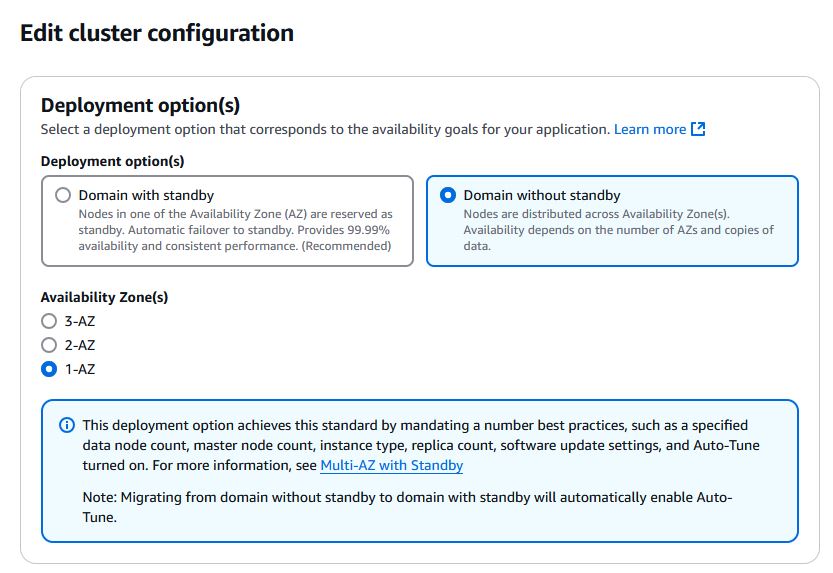 Edit cluster configuration
Deployment option(s)
Select a deployment option that corresponds to the availability goals for your application. Learn more
Deployment option(s)
Domain with standby
Nodes in one of the Availability Zone (AZ) are reserved as
standby. Automatic failover to standby. Provides 99.99%
availability and consistent performance. (Recommended)
Domain without standby
Nodes are distributed across Availability Zone(s).
Availability depends on the number of AZs and copies of
data.
Availability Zone(s)
3-AZ
2-AZ
1-AZ
This deployment option achieves this standard by mandating a number best practices, such as a specified
data node count, master node count, instance type, replica count, software update settings, and Auto-Tune
turned on. For more information, see Multi-AZ with Standby
Note: Migrating from domain without standby to domain with standby will automatically enable Auto-
Tune.